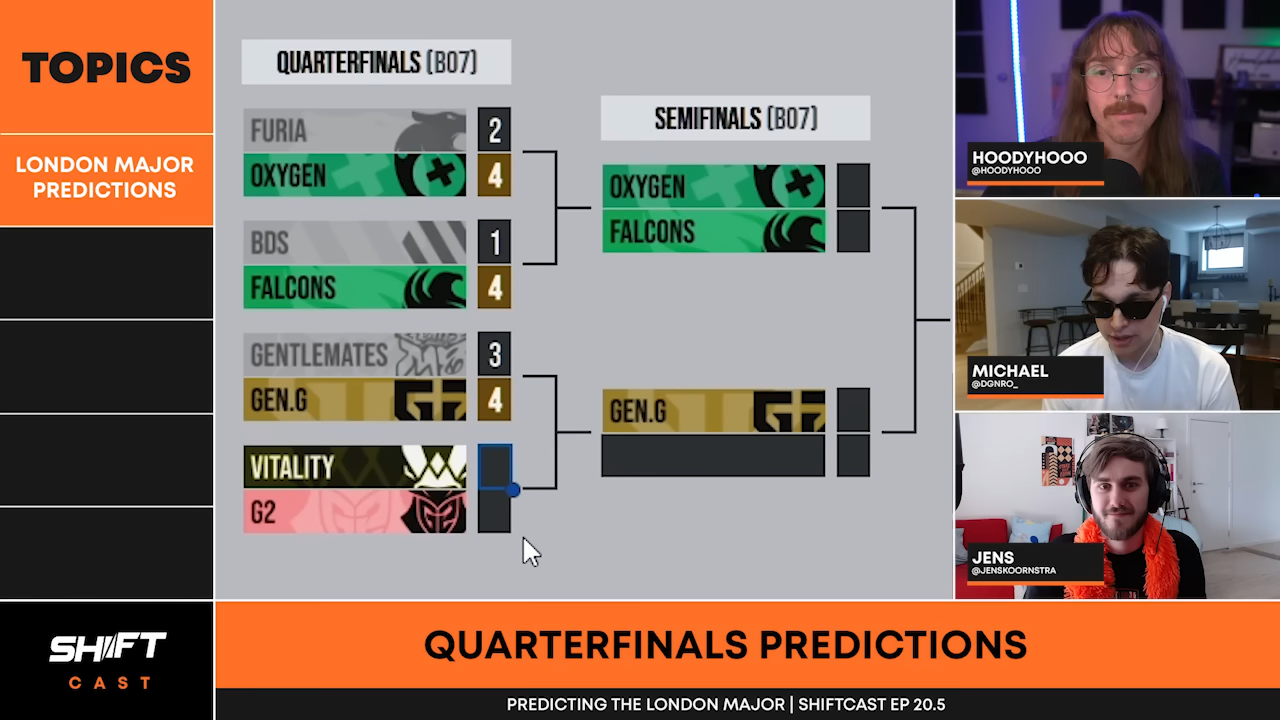 TOPICS
LONDON MAJOR
PREDICTIONS
SHIFT
CAST
QUARTERFINALS (BO7)
FURIA 2
OXYGEN 4
BDS 1
FALCONS 4
GENTLEMATES 3
GEN.G 4
VITALITY
G2
SEMIFINALS (BO7)
OXYGEN
FALCONS
GEN.G
HOODYHOOO
@HOODYHOOO
MICHAEL
@DGNRO_
JENS
@JENSKOORNSTRA
QUARTERFINALS PREDICTIONS
PREDICTING THE LONDON MAJOR | SHIFTCAST EP 20.5